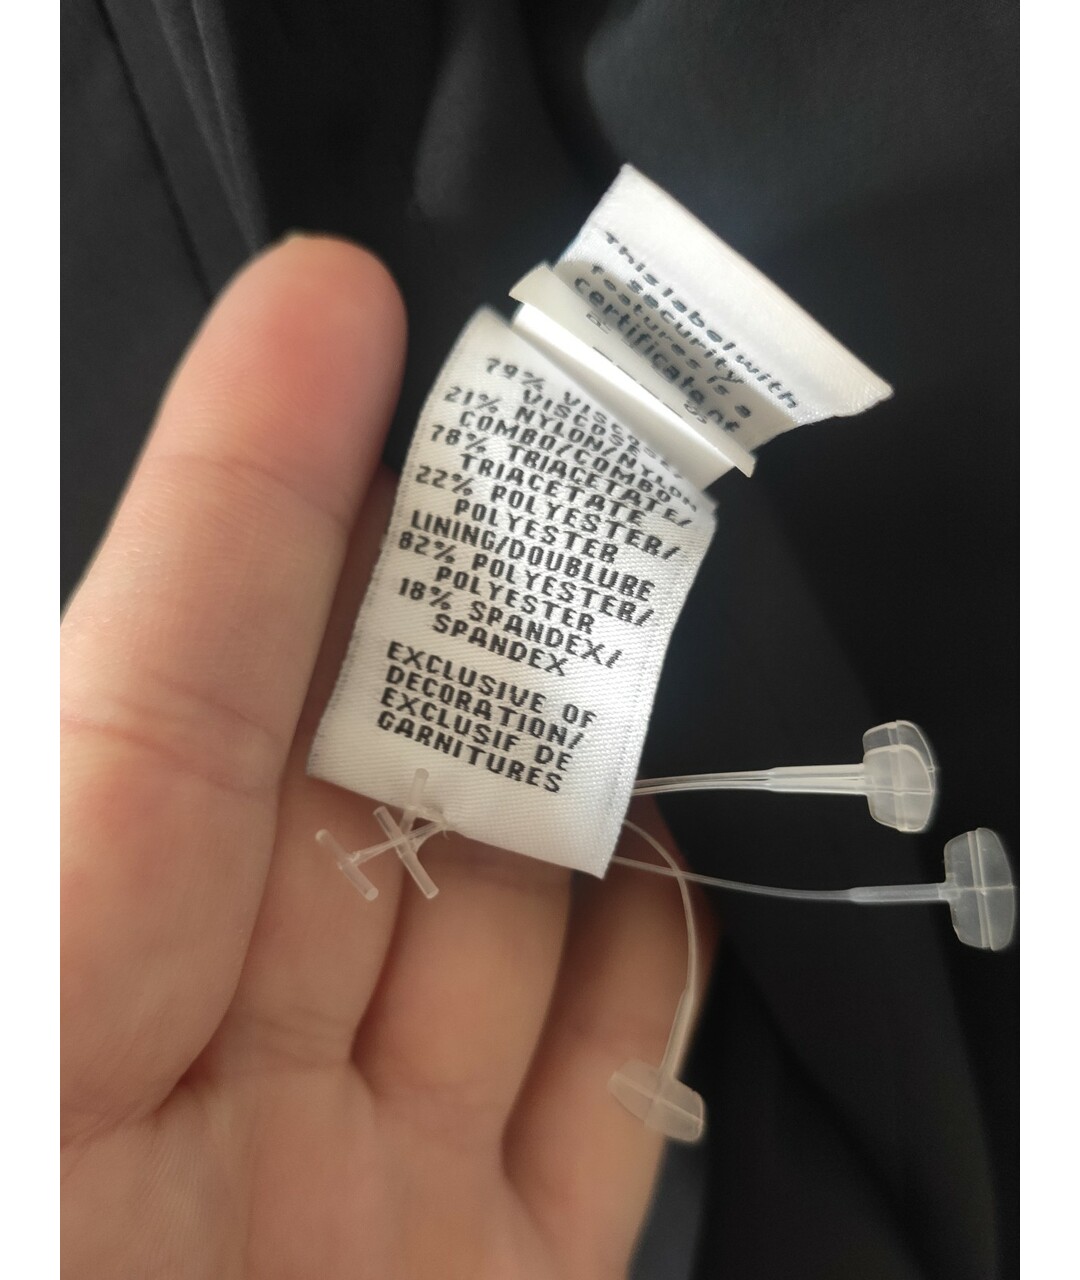 This label with
security
features is a
certificate of
79% VISCOSE/
VISCOSE
21% NYLON/NYLON
COMBO/COMBO
78% TRIACETATE/
TRIACETATE
22% POLYESTER/
POLYESTER
LINING/DOUBLURE
82% POLYESTER/
POLYESTER
18% SPANDEX/
SPANDEX
EXCLUSIVE OF
DECORATION/
EXCLUSIF DE
GARNITURES